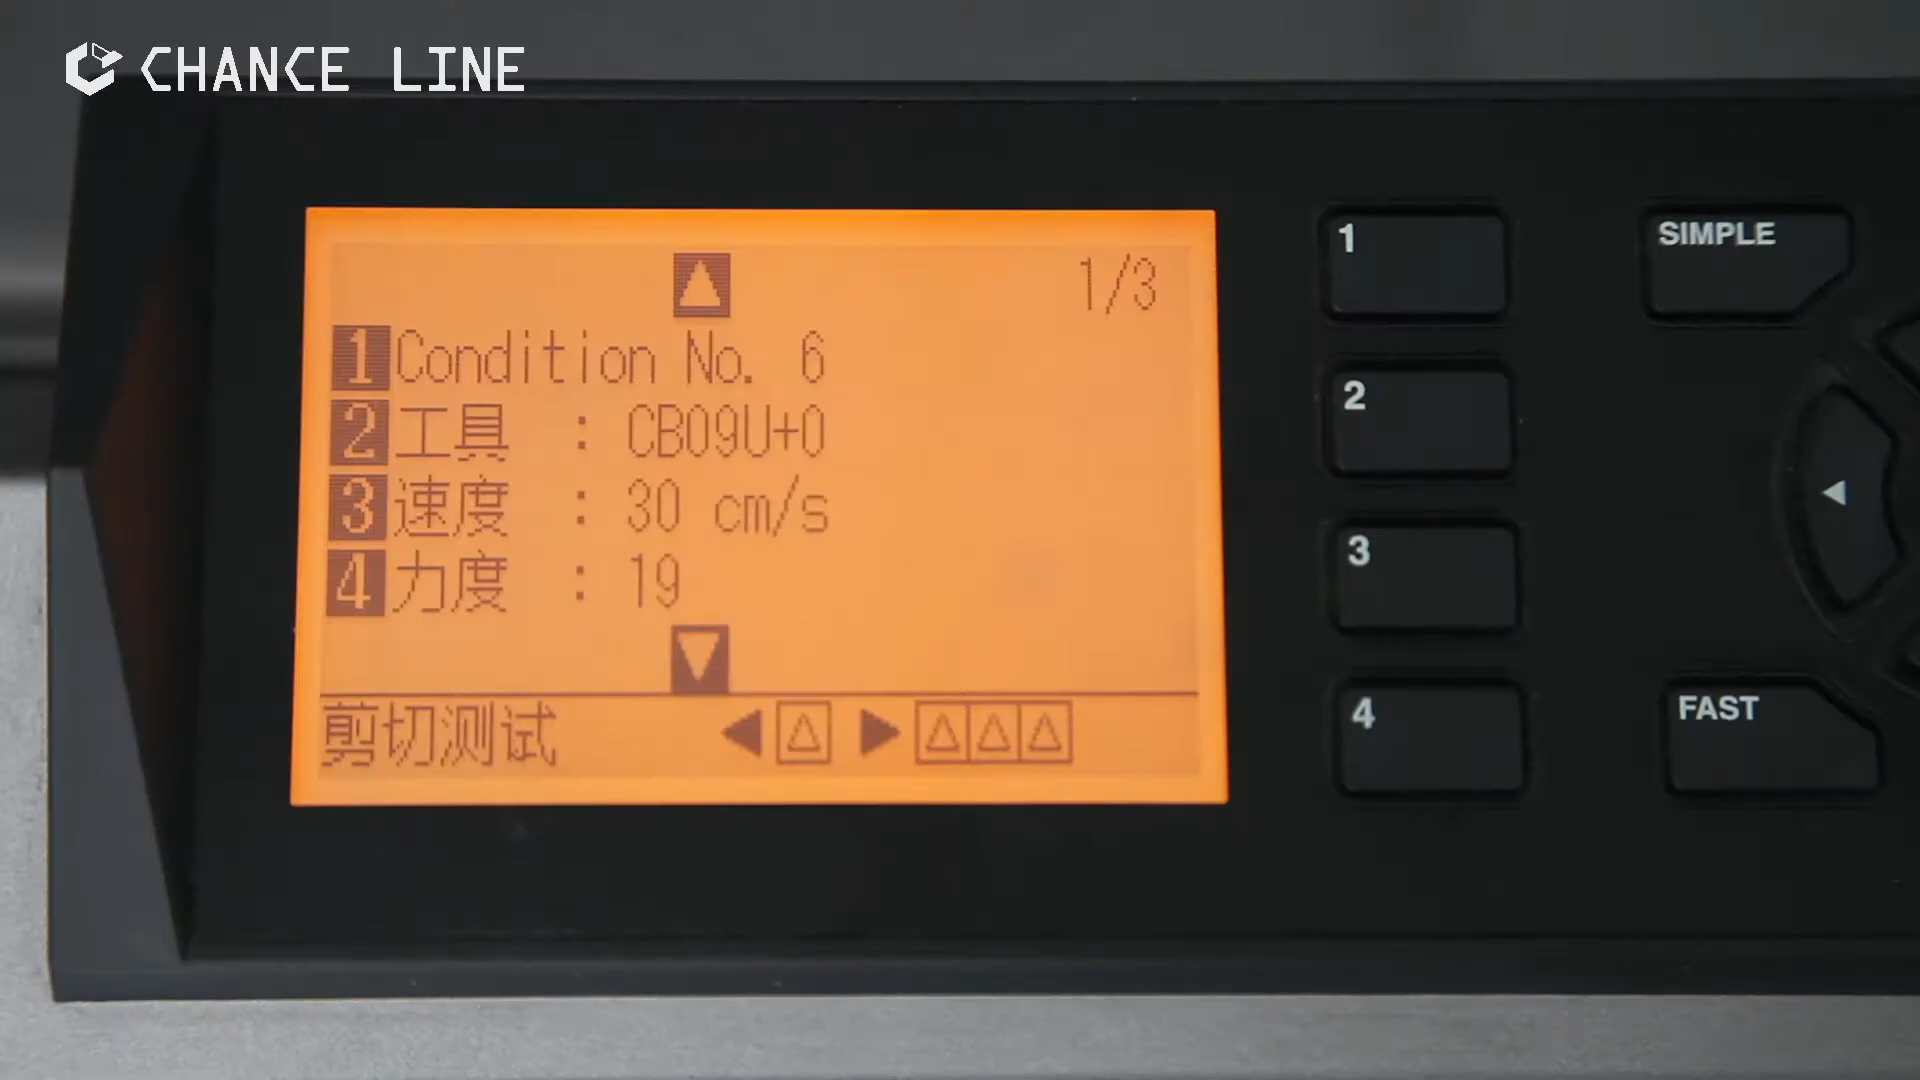 CHANCE LINE
1/3
1 Condition No. 6
2 工具 : CB09U+0
3 速度 : 30 cm/s
4 力度 : 19
剪切测试
1
SIMPLE
2
3
4
FAST